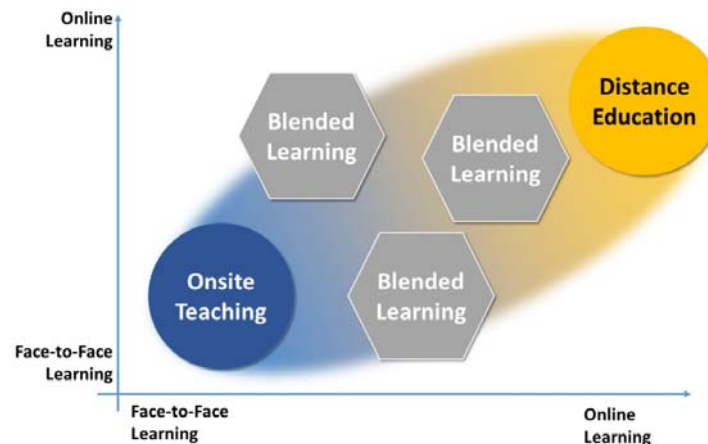 Online
Learning
Distance
Education
Blended
Learning
Blended
Learning
Onsite
Teaching
Blended
Learning
Face-to-Face
Learning
Face-to-Face
Learning
Online
Learning